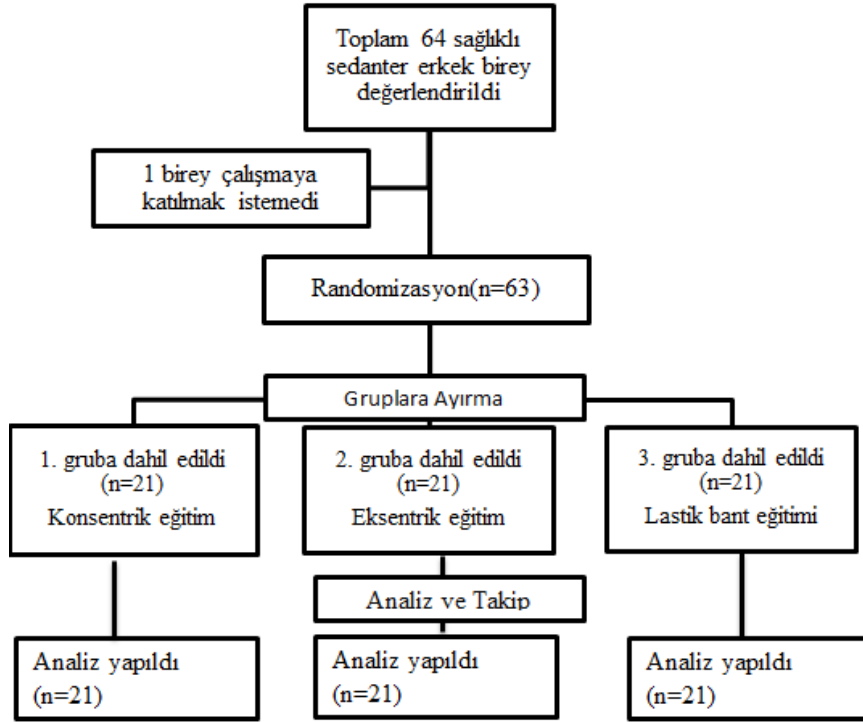 Toplam 64 sağlıklı
sedanter erkek birey
değerlendirildi
1 birey çalışmaya
katılmak istemedi
Randomizasyon(n=63)
Gruplara Ayırma
1. gruba dahil edildi
(n=21)
Konsentrik eğitim
2. gruba dahil edildi
(n=21)
Eksentrik eğitim
3. gruba dahil edildi
(n=21)
Lastik bant eğitimi
Analiz ve Takip
Analiz yapıldı
(n=21)
Analiz yapıldı
(n=21)
Analiz yapıldı
(n=21)